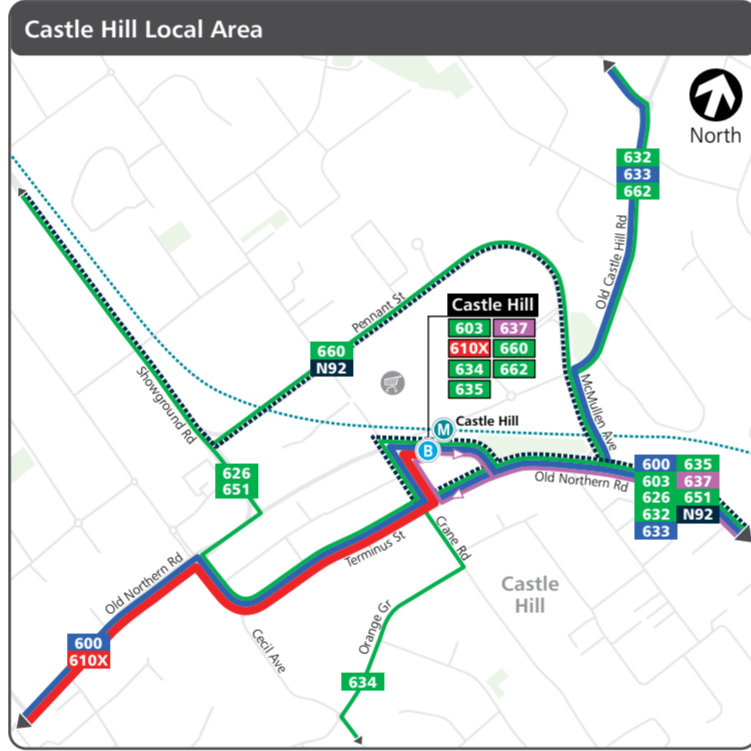 Castle Hill Local Area
North
632
633
662
Old Castle Hill Rd
Pennant St
Castle Hill
603 637
610X 660
634 662
635
660
N92
Showground Rd
McMullen Ave
M Castle Hill
B
626
651
Old Northern Rd
600 635
603 637
626 651
632 N92
633
Terminus St
Crane Rd
Old Northern Rd
Castle
Hill
Orange Gr
Cecil Ave
600
610X
634